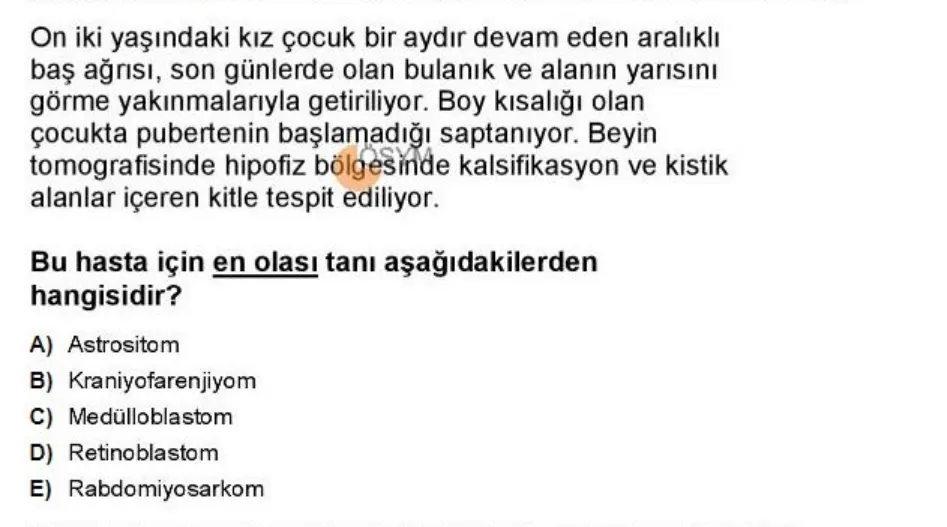 On iki yaşındaki kız çocuk bir aydır devam eden aralıklı
baş ağrısı, son günlerde olan bulanık ve alanın yarısını
görme yakınmalarıyla getiriliyor. Boy kısalığı olan
çocukta pubertenin başlamadığı saptanıyor. Beyin
ÖSYM
tomografisinde hipofiz bölgesinde kalsifikasyon ve kistik
alanlar içeren kitle tespit ediliyor.
Bu hasta için en olası tanı aşağıdakilerden
hangisidir?
A) Astrositom
B) Kraniyofarenjiyom
C) Medülloblastom
D) Retinoblastom
E) Rabdomiyosarkom